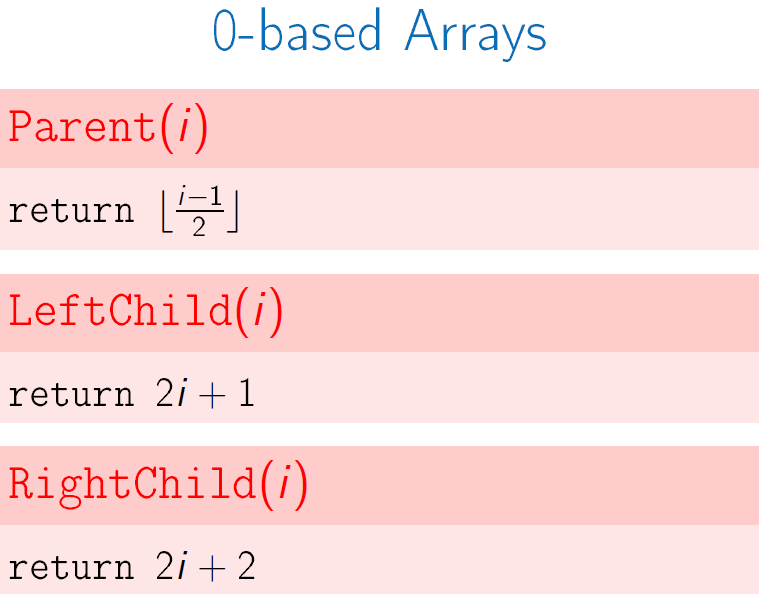 0-based Arrays
Parent(i)
return ⌊(i−1)/2⌋
LeftChild(i)
return 2i + 1
RightChild(i)
return 2i + 2